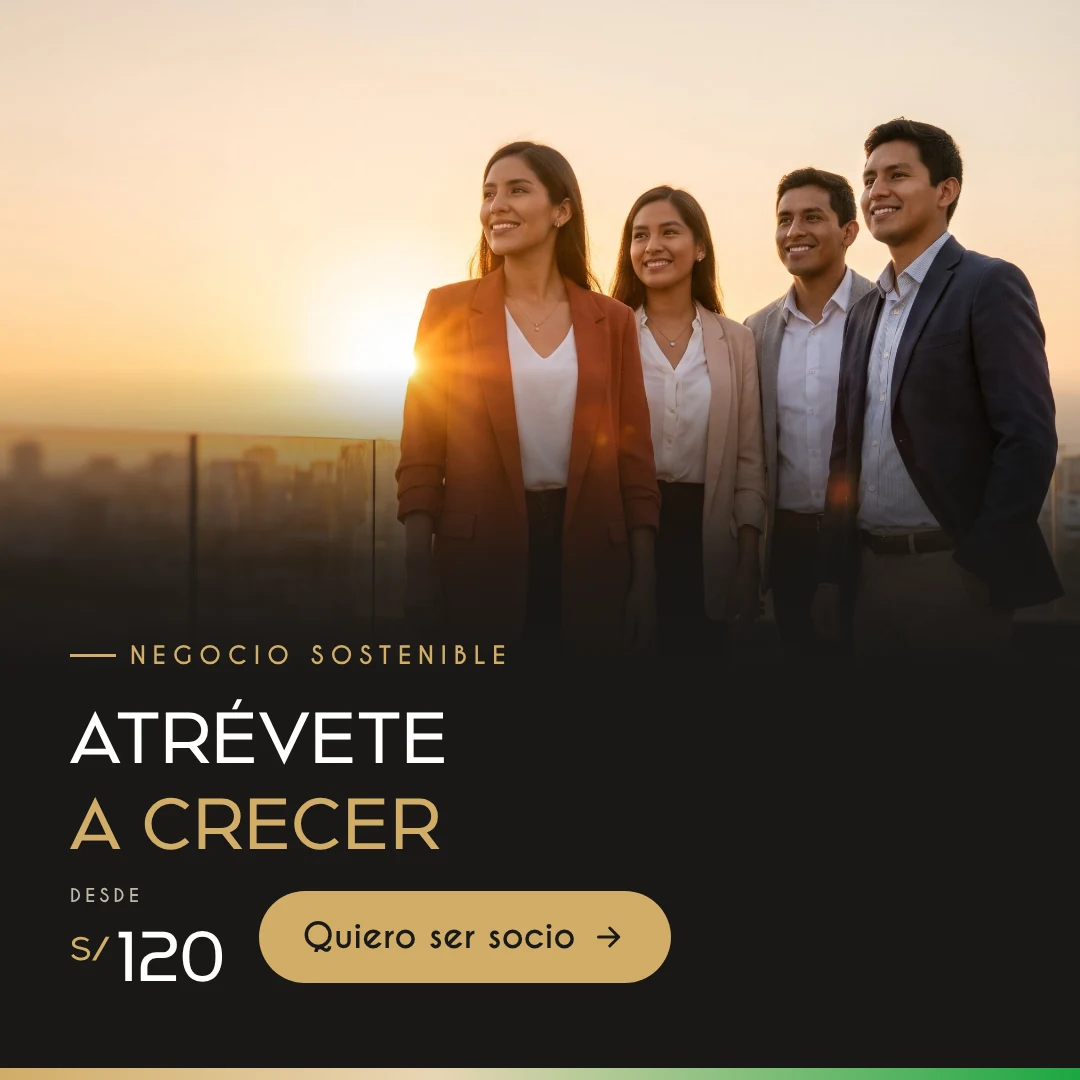 NEGOCIO SOSTENIBLE
ATRÉVETE
A CRECER
DESDE
S/ 120
Quiero ser socio →